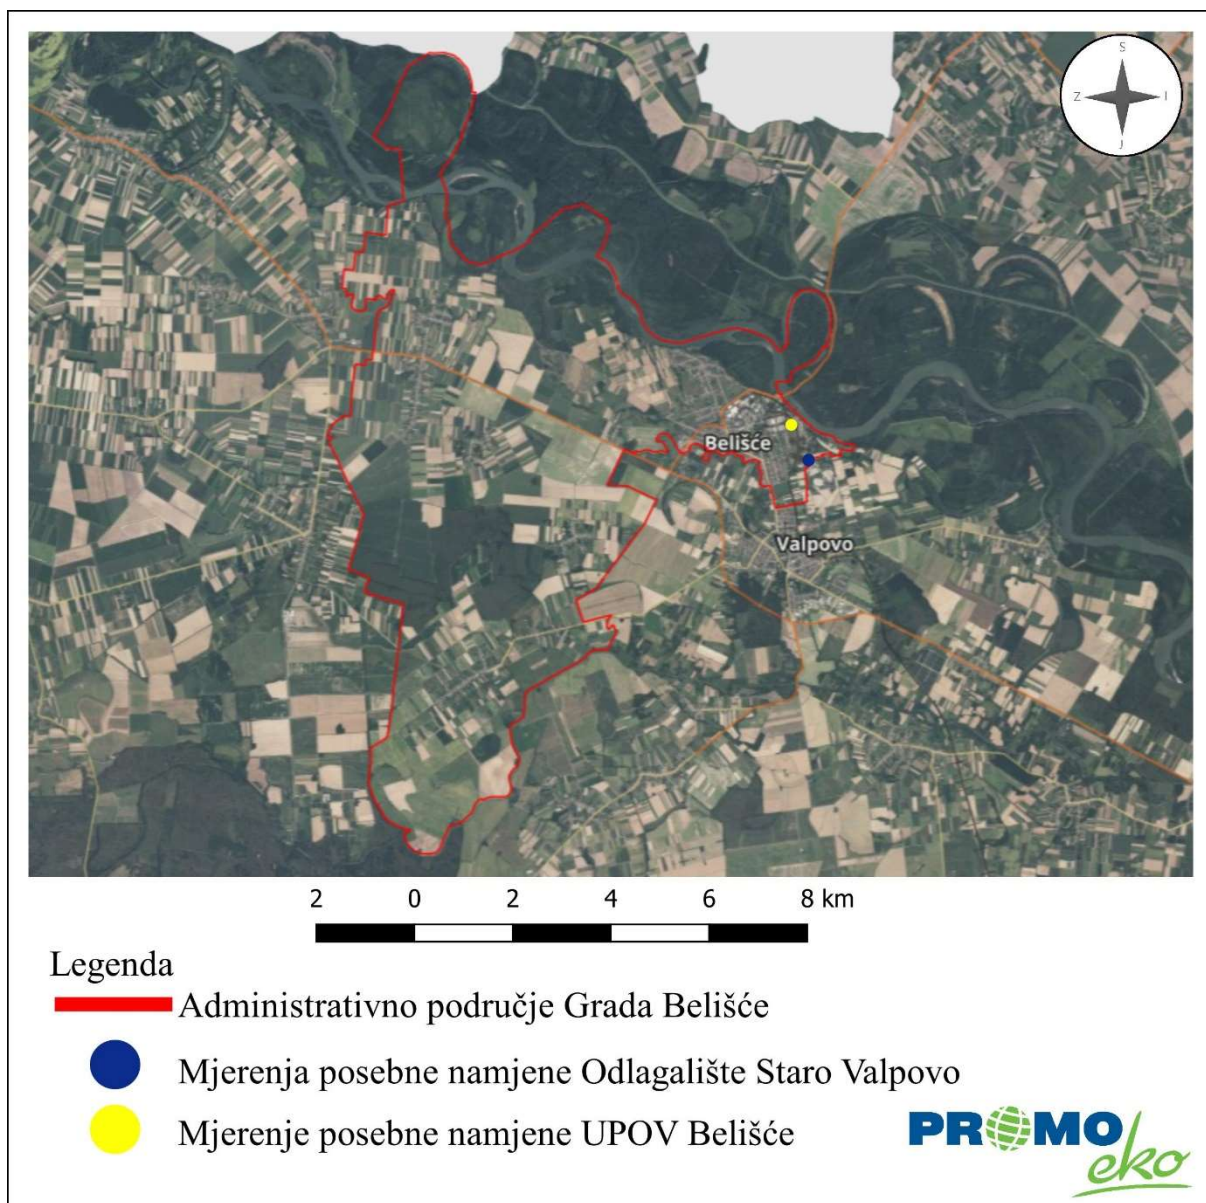 S
Z I
J
Belišće
Valpovo
2 0 2 4 6 8 km
Legenda
Administrativno područje Grada Belišće
Mjerenja posebne namjene Odlagalište Staro Valpovo
Mjerenje posebne namjene UPOV Belišće
PROMO
eko